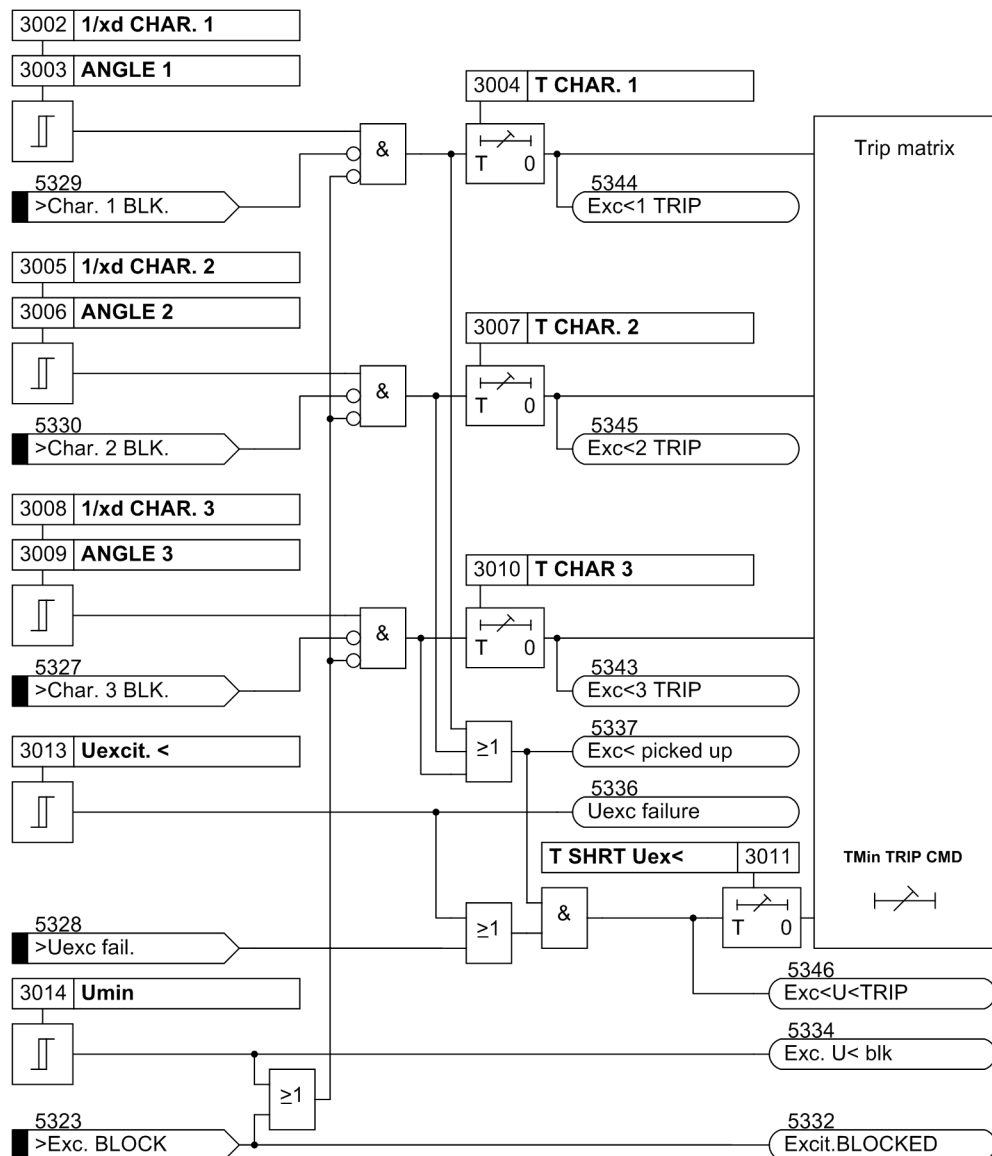 3002 1/xd CHAR. 1
3003 ANGLE 1
3004 T CHAR. 1
&
T 0
Trip matrix
5329
>Char. 1 BLK.
5344
Exc<1 TRIP
3005 1/xd CHAR. 2
3006 ANGLE 2
3007 T CHAR. 2
&
T 0
5330
>Char. 2 BLK.
5345
Exc<2 TRIP
3008 1/xd CHAR. 3
3009 ANGLE 3
3010 T CHAR 3
&
T 0
5327
>Char. 3 BLK.
5343
Exc<3 TRIP
3013 Uexcit. <
≥1
5337
Exc< picked up
5336
Uexc failure
T SHRT Uex< 3011
TMin TRIP CMD
&
T 0
5328
>Uexc fail.
≥1
5346
Exc<U<TRIP
3014 Umin
5334
Exc. U< blk
≥1
5323
>Exc. BLOCK
5332
Excit.BLOCKED